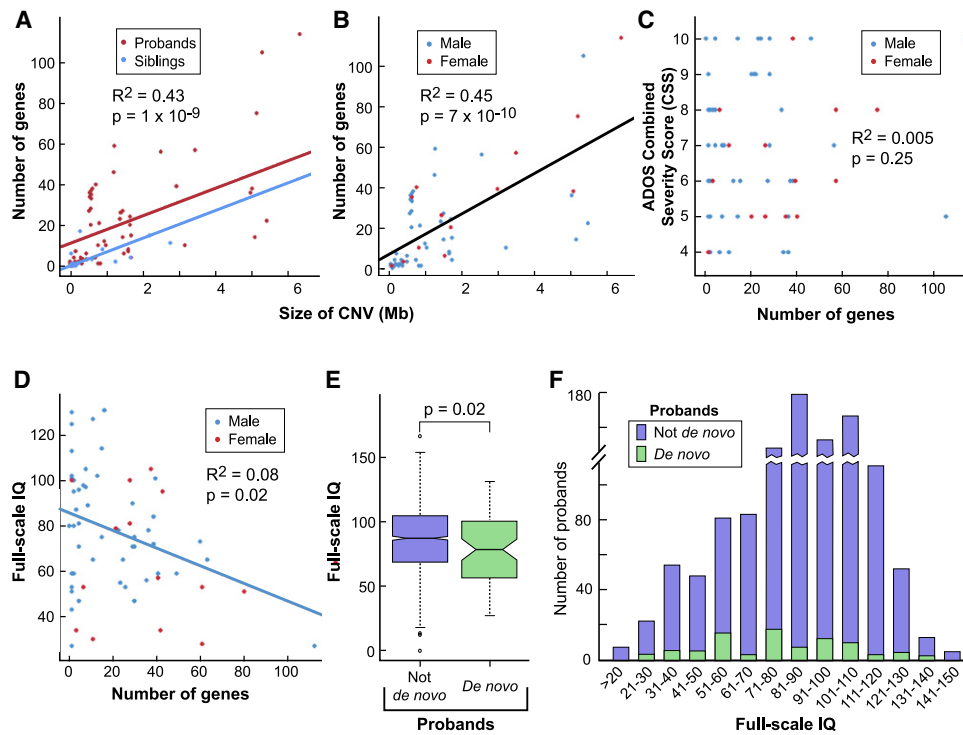 A
Number of genes
120
100
80
60
40
20
0
Probands
Siblings
R² = 0.43
p = 1 x 10⁻⁹
0 2 4 6
B
Number of genes
100
80
60
40
20
0
Male
Female
R² = 0.45
p = 7 x 10⁻¹⁰
0 1 2 3 4 5 6
Size of CNV (Mb)
C
ADOS Combined
Severity Score (CSS)
10
9
8
7
6
5
4
Male
Female
R² = 0.005
p = 0.25
0 20 40 60 80 100
Number of genes
D
Full-scale IQ
120
100
80
60
40
Male
Female
R² = 0.08
p = 0.02
0 20 40 60 80 100
Number of genes
E
Full-scale IQ
150
100
50
0
p = 0.02
Not
de novo
De novo
Probands
F
Number of probands
180
80
40
0
Probands
Not de novo
De novo
>20
21-30
31-40
41-50
51-60
61-70
71-80
81-90
91-100
101-110
111-120
121-130
131-140
141-150
Full-scale IQ